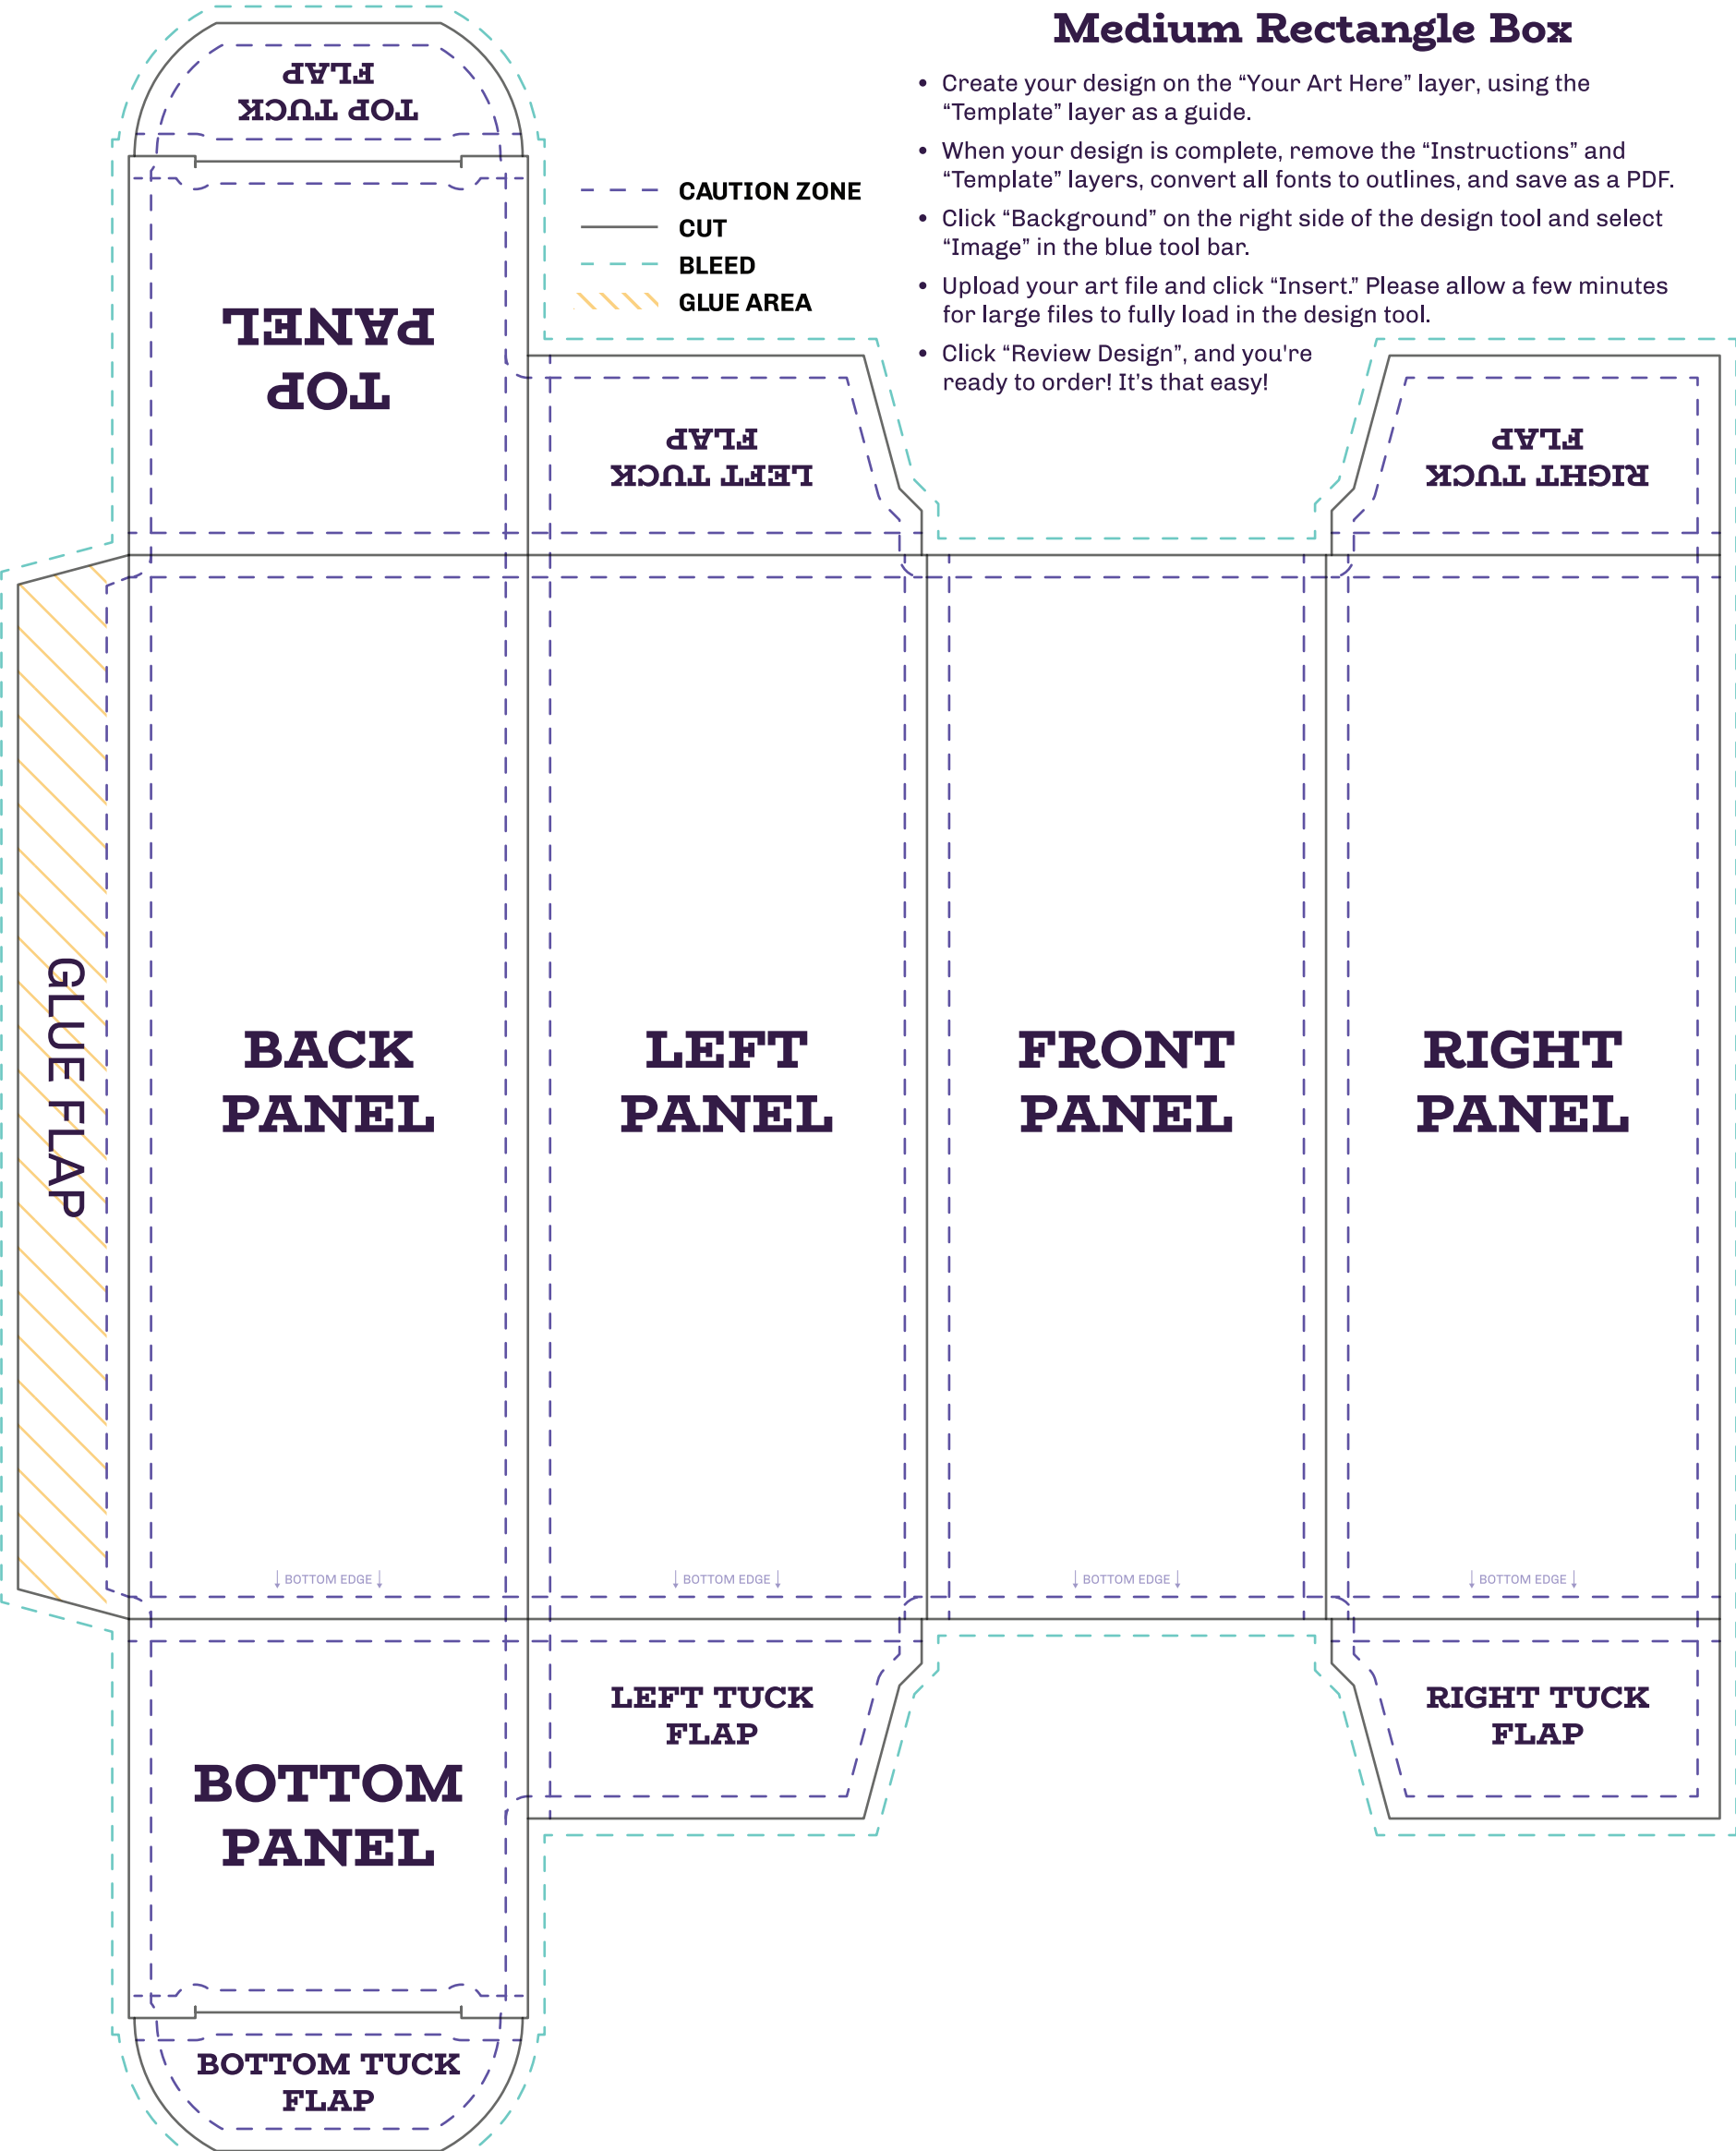 Medium Rectangle Box
• Create your design on the “Your Art Here” layer, using the
“Template” layer as a guide.
• When your design is complete, remove the “Instructions” and
“Template” layers, convert all fonts to outlines, and save as a PDF.
• Click “Background” on the right side of the design tool and select
“Image” in the blue tool bar.
• Upload your art file and click “Insert.” Please allow a few minutes
for large files to fully load in the design tool.
• Click “Review Design”, and you're
ready to order! It’s that easy!
CAUTION ZONE
CUT
BLEED
GLUE AREA
TOP TUCK
FLAP
TOP
PANEL
LEFT TUCK
FLAP
RIGHT TUCK
FLAP
GLUE FLAP
BACK
PANEL
LEFT
PANEL
FRONT
PANEL
RIGHT
PANEL
BOTTOM EDGE
BOTTOM EDGE
BOTTOM EDGE
BOTTOM EDGE
LEFT TUCK
FLAP
RIGHT TUCK
FLAP
BOTTOM
PANEL
BOTTOM TUCK
FLAP